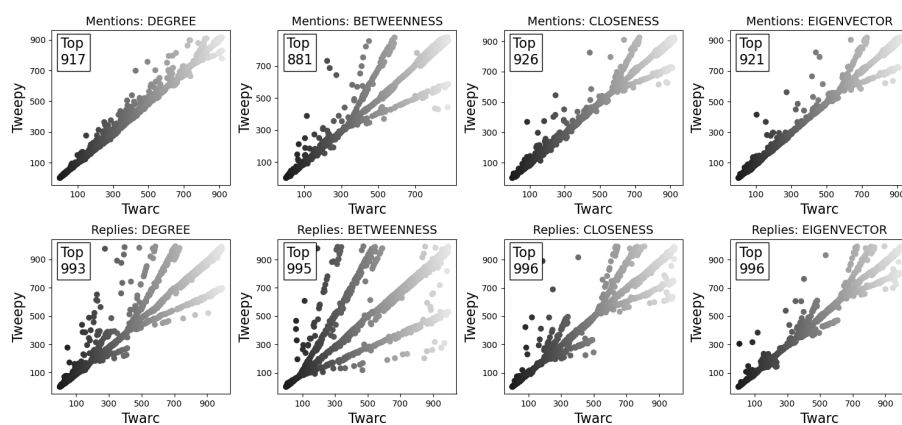 Mentions: DEGREE
Top
917
900
700
500
300
100
Tweepy
100 300 500 700 900
Twarc
Mentions: BETWEENNESS
Top
881
700
500
300
100
Tweepy
100 300 500 700
Twarc
Mentions: CLOSENESS
Top
926
900
700
500
300
100
Tweepy
100 300 500 700 900
Twarc
Mentions: EIGENVECTOR
Top
921
900
700
500
300
100
Tweepy
100 300 500 700 900
Twarc
Replies: DEGREE
Top
993
900
700
500
300
100
Tweepy
100 300 500 700 900
Twarc
Replies: BETWEENNESS
Top
995
900
700
500
300
100
Tweepy
100 300 500 700 900
Twarc
Replies: CLOSENESS
Top
996
900
700
500
300
100
Tweepy
100 300 500 700 900
Twarc
Replies: EIGENVECTOR
Top
996
900
700
500
300
100
Tweepy
100 300 500 700 900
Twarc